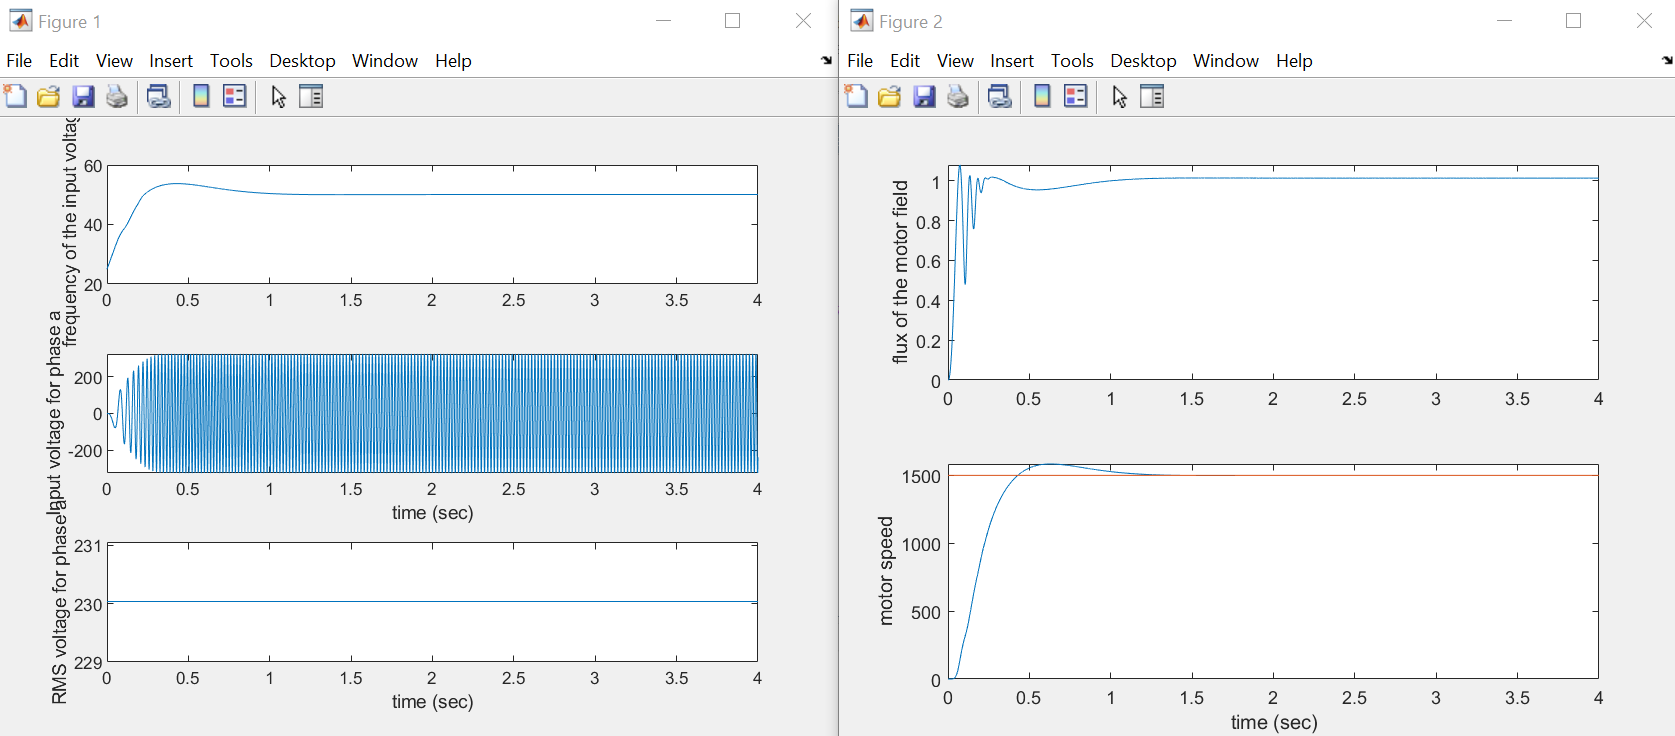 Figure 1
File Edit View Insert Tools Desktop Window Help
frequency of the input voltag
60
40
20
0 0.5 1 1.5 2 2.5 3 3.5 4
Input voltage for phase a
200
0
-200
0 0.5 1 1.5 2 2.5 3 3.5 4
time (sec)
RMS voltage for phase a
231
230
229
0 0.5 1 1.5 2 2.5 3 3.5 4
time (sec)
Figure 2
File Edit View Insert Tools Desktop Window Help
flux of the motor field
1
0.8
0.6
0.4
0.2
0
0 0.5 1 1.5 2 2.5 3 3.5 4
motor speed
1500
1000
500
0
0 0.5 1 1.5 2 2.5 3 3.5 4
time (sec)